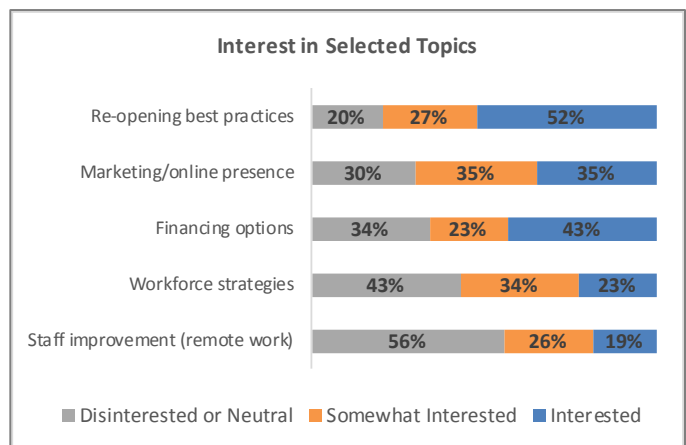 Interest in Selected Topics
Re-opening best practices 20% 27% 52%
Marketing/online presence 30% 35% 35%
Financing options 34% 23% 43%
Workforce strategies 43% 34% 23%
Staff improvement (remote work) 56% 26% 19%
Disinterested or Neutral Somewhat Interested Interested